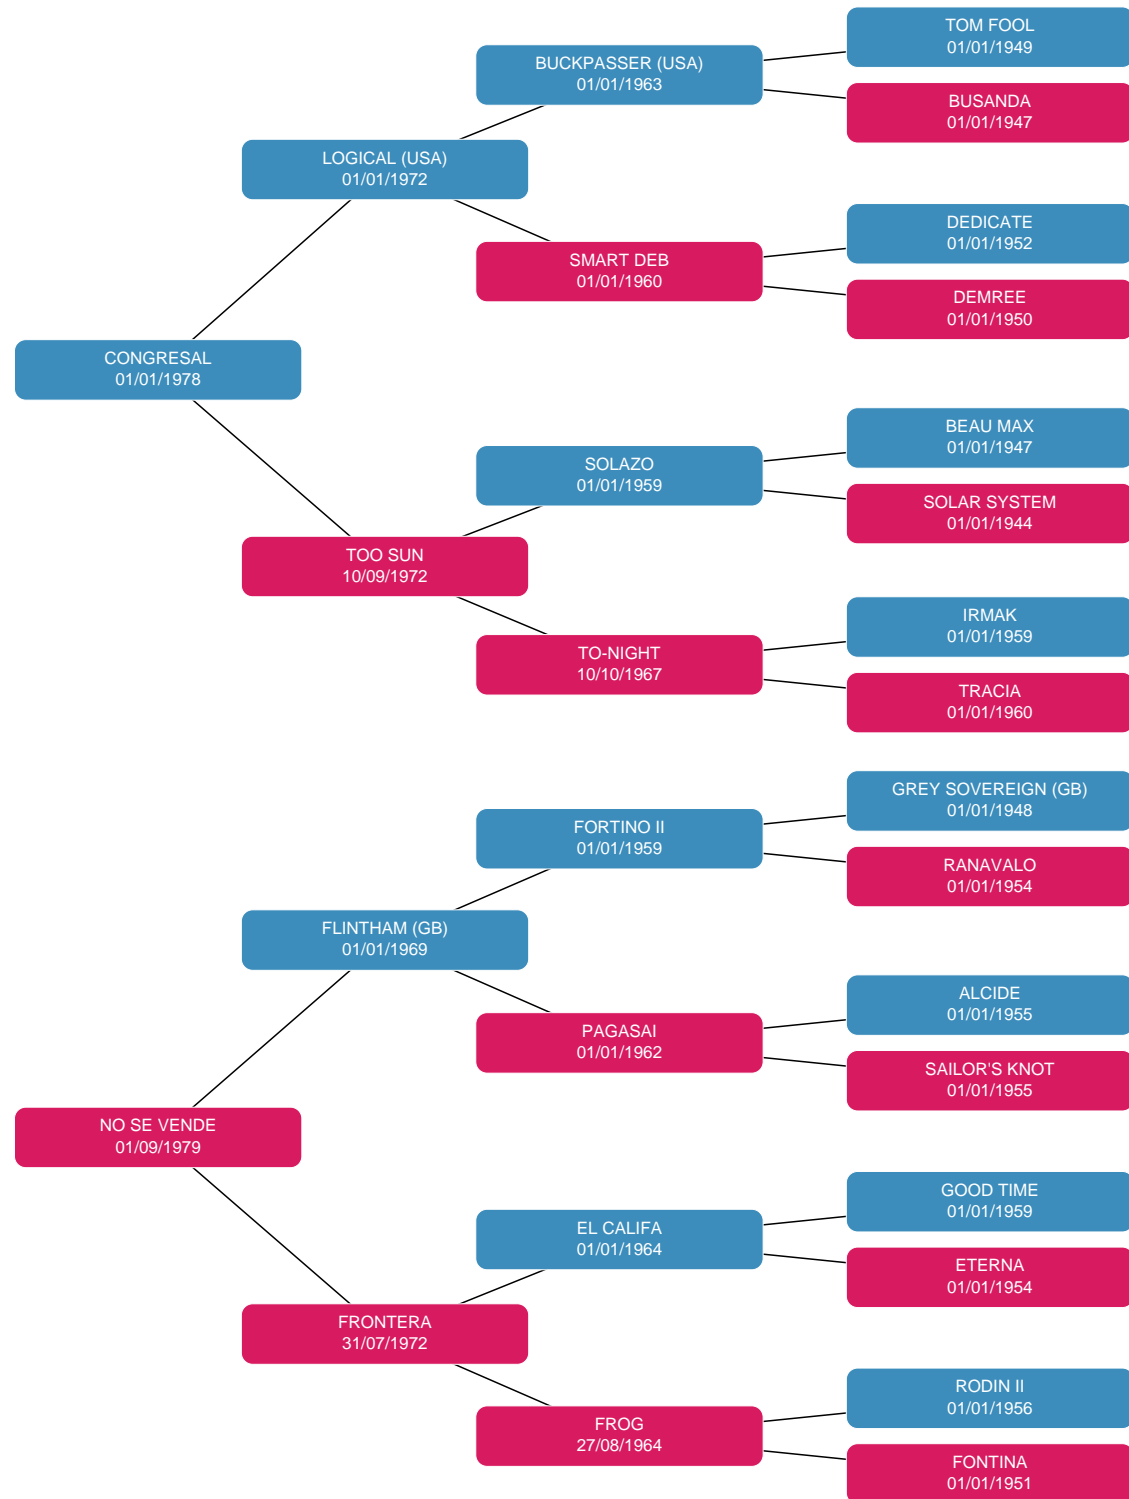 TOM FOOL
01/01/1949
BUCKPASSER (USA)
01/01/1963
BUSANDA
01/01/1947
LOGICAL (USA)
01/01/1972
DEDICATE
01/01/1952
SMART DEB
01/01/1960
DEMREE
01/01/1950
CONGRESAL
01/01/1978
BEAU MAX
01/01/1947
SOLAZO
01/01/1959
SOLAR SYSTEM
01/01/1944
TOO SUN
10/09/1972
IRMAK
01/01/1959
TO-NIGHT
10/10/1967
TRACIA
01/01/1960
GREY SOVEREIGN (GB)
01/01/1948
FORTINO II
01/01/1959
RANAVALO
01/01/1954
FLINTHAM (GB)
01/01/1969
ALCIDE
01/01/1955
PAGASAI
01/01/1962
SAILOR'S KNOT
01/01/1955
NO SE VENDE
01/09/1979
GOOD TIME
01/01/1959
EL CALIFA
01/01/1964
ETERNA
01/01/1954
FRONTERA
31/07/1972
RODIN II
01/01/1956
FROG
27/08/1964
FONTINA
01/01/1951